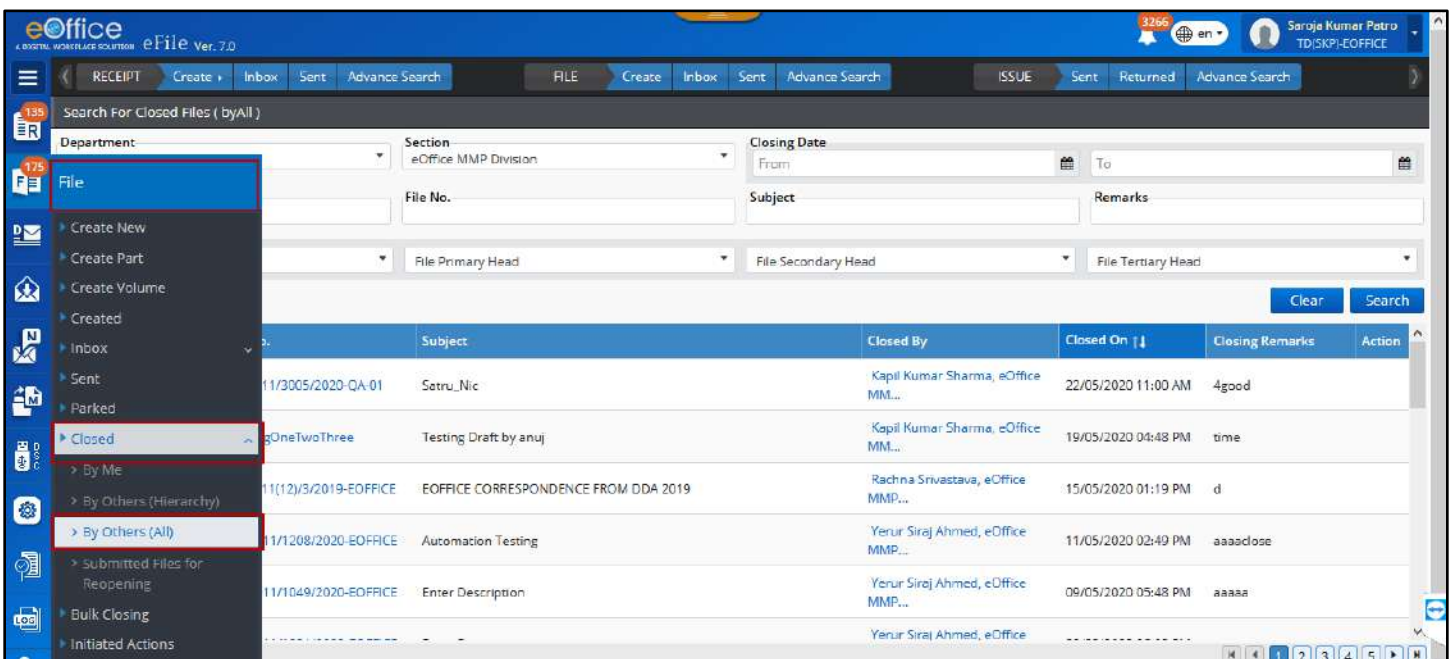 eOffice
A DIGITAL WORKPLACE SOLUTION eFile Ver. 7.0
3266 en Saroja Kumar Patro
TD(SKP)-EOFFICE
RECEIPT Create Inbox Sent Advance Search FILE Create Inbox Sent Advance Search ISSUE Sent Returned Advance Search
135 R Search For Closed Files ( byAll )
Department Section Closing Date
eOffice MMP Division From To
175 F File
File No. Subject Remarks
D Create New
Create Part File Primary Head File Secondary Head File Tertiary Head
Create Volume
Clear Search
Created
N Inbox Subject Closed By Closed On Closing Remarks Action
Sent 11/3005/2020-QA-01 Satru_Nic Kapil Kumar Sharma, eOffice MM... 22/05/2020 11:00 AM 4good
M Parked
DSC Closed gOneTwoThree Testing Draft by anuj Kapil Kumar Sharma, eOffice MM... 19/05/2020 04:48 PM time
> By Me
> By Others (Hierarchy) 11(12)/3/2019-EOFFICE EOFFICE CORRESPONDENCE FROM DDA 2019 Rachna Srivastava, eOffice MMP... 15/05/2020 01:19 PM d
> By Others (All) 11/1208/2020-EOFFICE Automation Testing Yerur Siraj Ahmed, eOffice MMP... 11/05/2020 02:49 PM aaaaclose
> Submitted Files for
Reopening 11/1049/2020-EOFFICE Enter Description Yerur Siraj Ahmed, eOffice MMP... 09/05/2020 05:48 PM aaaaa
LOG Bulk Closing
Initiated Actions Yerur Siraj Ahmed, eOffice
1 2 3 4 5